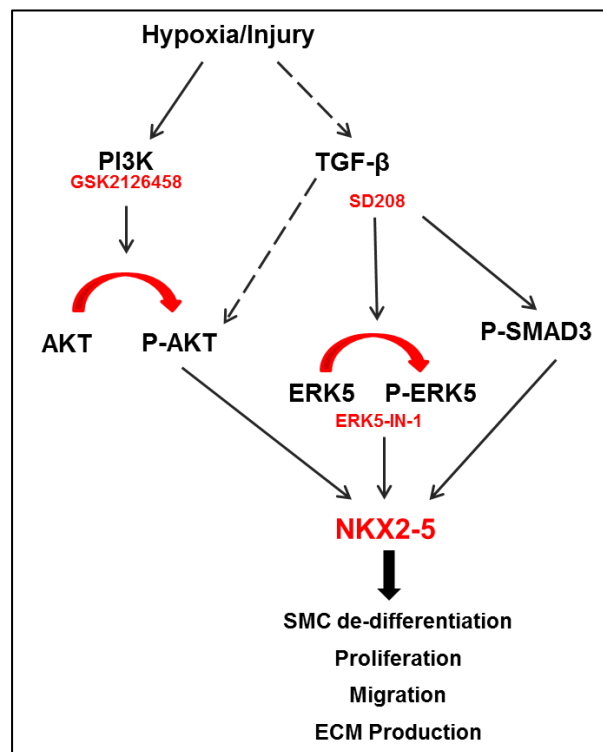 Hypoxia/Injury
PI3K
GSK2126458
TGF-β
SD208
AKT
P-AKT
P-SMAD3
ERK5
P-ERK5
ERK5-IN-1
NKX2-5
SMC de-differentiation
Proliferation
Migration
ECM Production